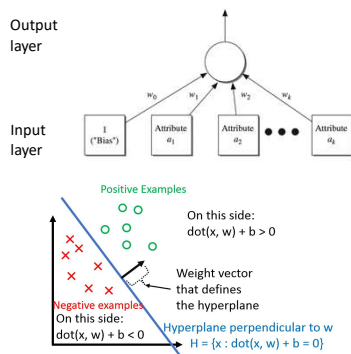 Output
layer
w₀
w₁
w₂
wₖ
Input
layer
1
("Bias")
Attribute
a₁
Attribute
a₂
Attribute
aₖ
Positive Examples
On this side:
dot(x, w) + b > 0
Weight vector
that defines
the hyperplane
Negative examples
On this side:
dot(x, w) + b < 0
Hyperplane perpendicular to w
H = {x : dot(x, w) + b = 0}